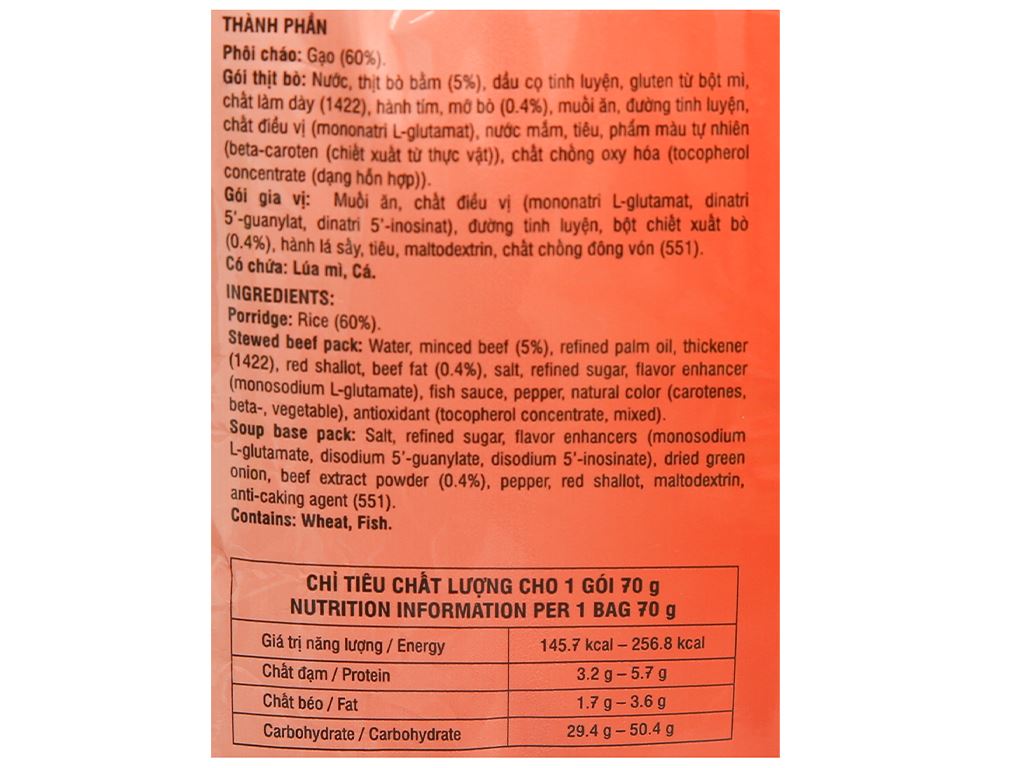 THÀNH PHẦN
Phôi cháo: Gạo (60%).
Gói thịt bò: Nước, thịt bò bằm (5%), dầu cọ tinh luyện, gluten từ bột mì,
chất làm dày (1422), hành tím, mỡ bò (0.4%), muối ăn, đường tinh luyện,
chất điều vị (mononatri L-glutamat), nước mắm, tiêu, phẩm màu tự nhiên
(beta-caroten (chiết xuất từ thực vật)), chất chống oxy hóa (tocopherol
concentrate (dạng hỗn hợp)).
Gói gia vị: Muối ăn, chất điều vị (mononatri L-glutamat, dinatri
5'-guanylat, dinatri 5'-inosinat), đường tinh luyện, bột chiết xuất bò
(0.4%), hành lá sấy, tiêu, maltodextrin, chất chống đông vón (551).
Có chứa: Lúa mì, Cá.
INGREDIENTS:
Porridge: Rice (60%).
Stewed beef pack: Water, minced beef (5%), refined palm oil, thickener
(1422), red shallot, beef fat (0.4%), salt, refined sugar, flavor enhancer
(monosodium L-glutamate), fish sauce, pepper, natural color (carotenes,
beta-, vegetable), antioxidant (tocopherol concentrate, mixed).
Soup base pack: Salt, refined sugar, flavor enhancers (monosodium
L-glutamate, disodium 5'-guanylate, disodium 5'-inosinate), dried green
onion, beef extract powder (0.4%), pepper, red shallot, maltodextrin,
anti-caking agent (551).
Contains: Wheat, Fish.
CHỈ TIÊU CHẤT LƯỢNG CHO 1 GÓI 70 g
NUTRITION INFORMATION PER 1 BAG 70 g
Giá trị năng lượng / Energy 145.7 kcal – 256.8 kcal
Chất đạm / Protein 3.2 g – 5.7 g
Chất béo / Fat 1.7 g – 3.6 g
Carbohydrate / Carbohydrate 29.4 g – 50.4 g